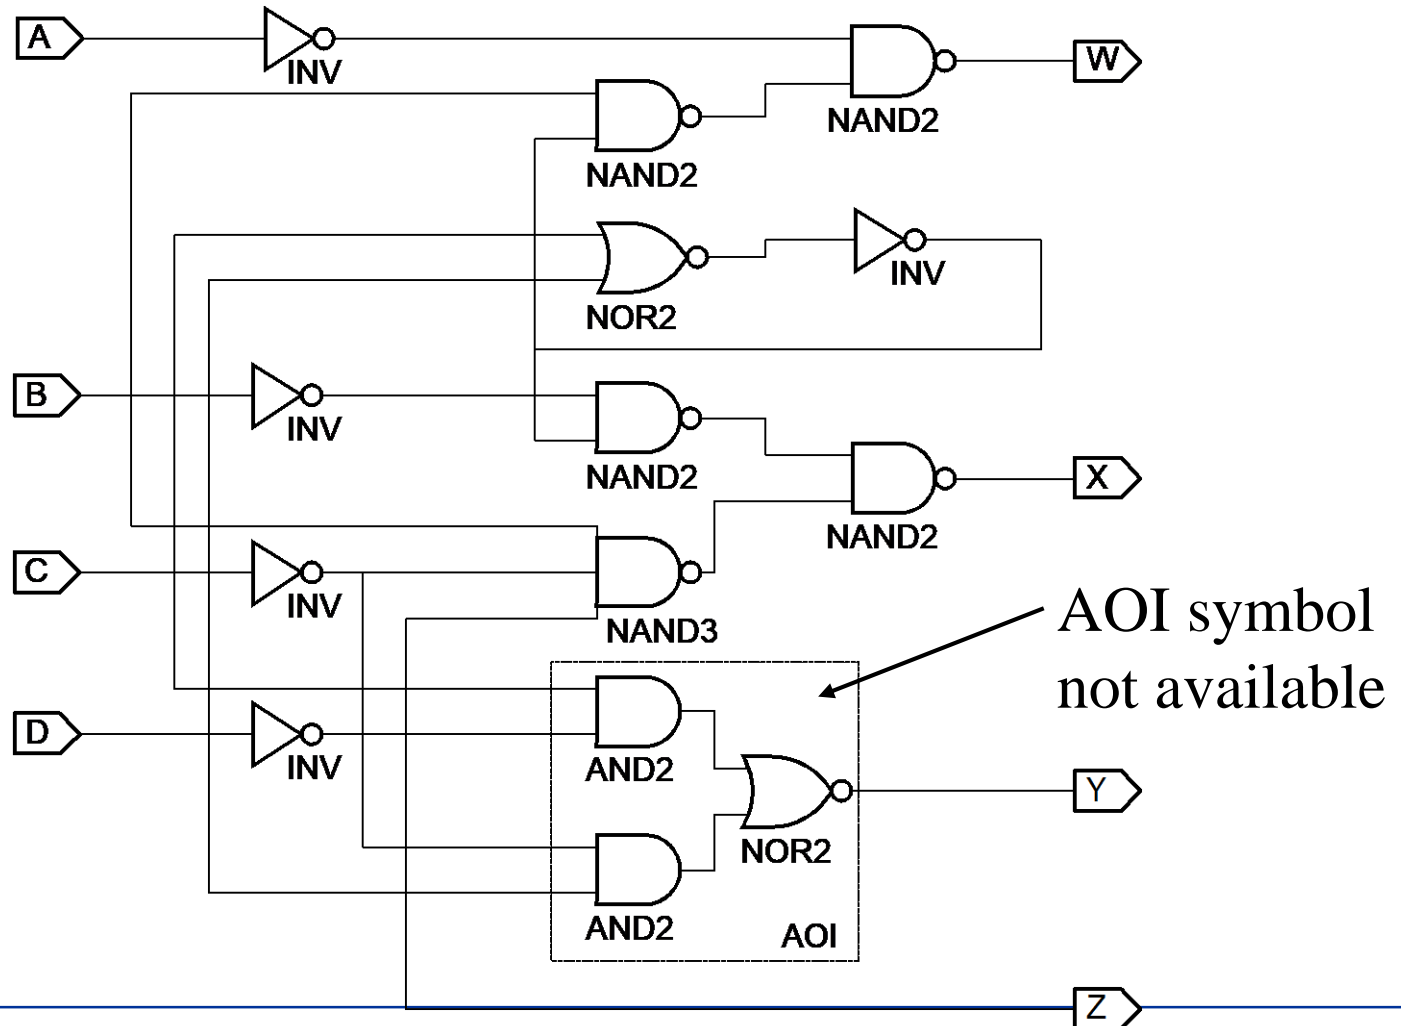 A
INV
W
NAND2
NAND2
INV
NOR2
B
INV
NAND2
X
NAND2
C
INV
NAND3
AOI symbol
not available
D
INV
AND2
Y
NOR2
AND2
AOI
Z